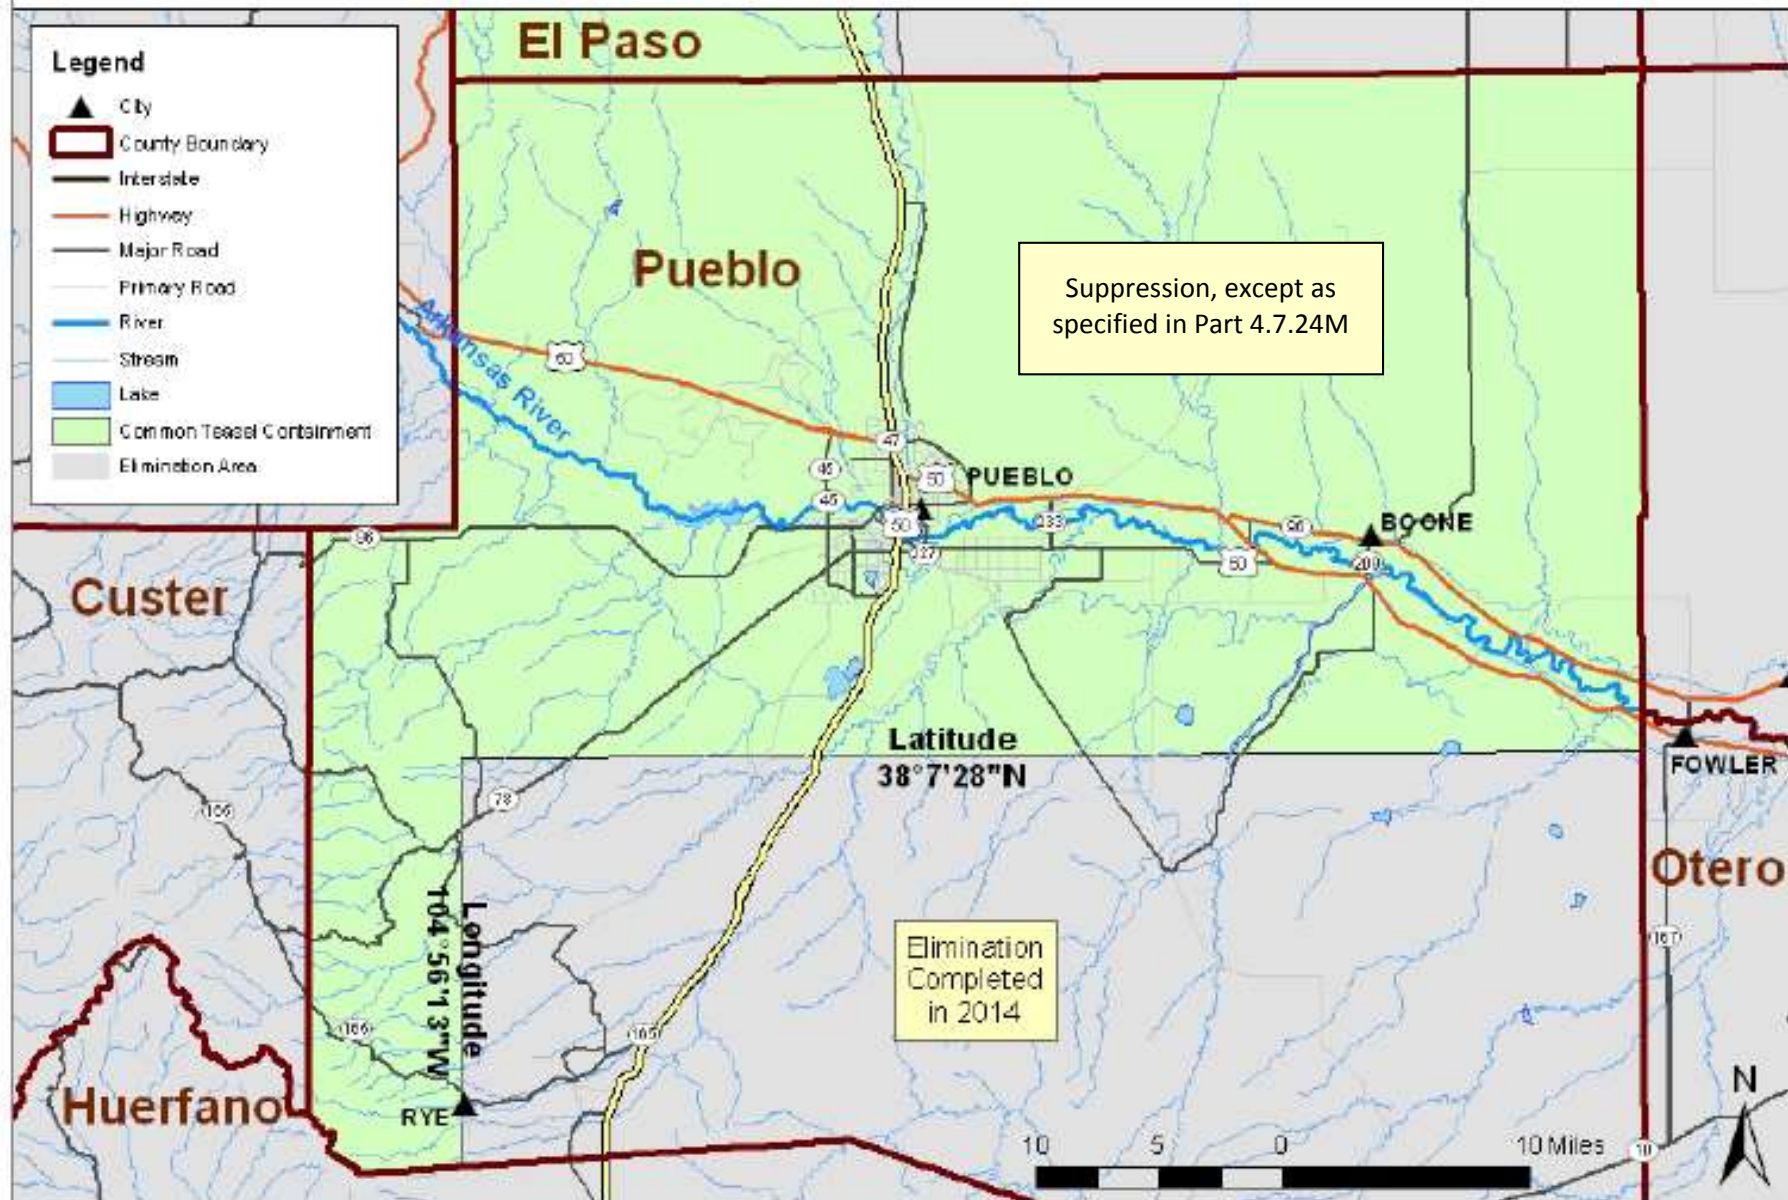 El Paso
Legend
City
County Boundary
Interstate
Highway
Major Road
Primary Road
River
Stream
Lake
Common Teasel Containment
Elimination Area
Pueblo
Suppression, except as
specified in Part 4.7.24M
Arkansas River
50
47
45
50
PUEBLO
45
50
233
227
96
BOONE
96
50
209
Custer
Latitude
38°7'28"N
FOWLER
78
165
Otero
Longitude
104°56'13"W
Elimination
Completed
in 2014
167
165
165
Huerfano
RYE
N
10
5
0
10 Miles
10